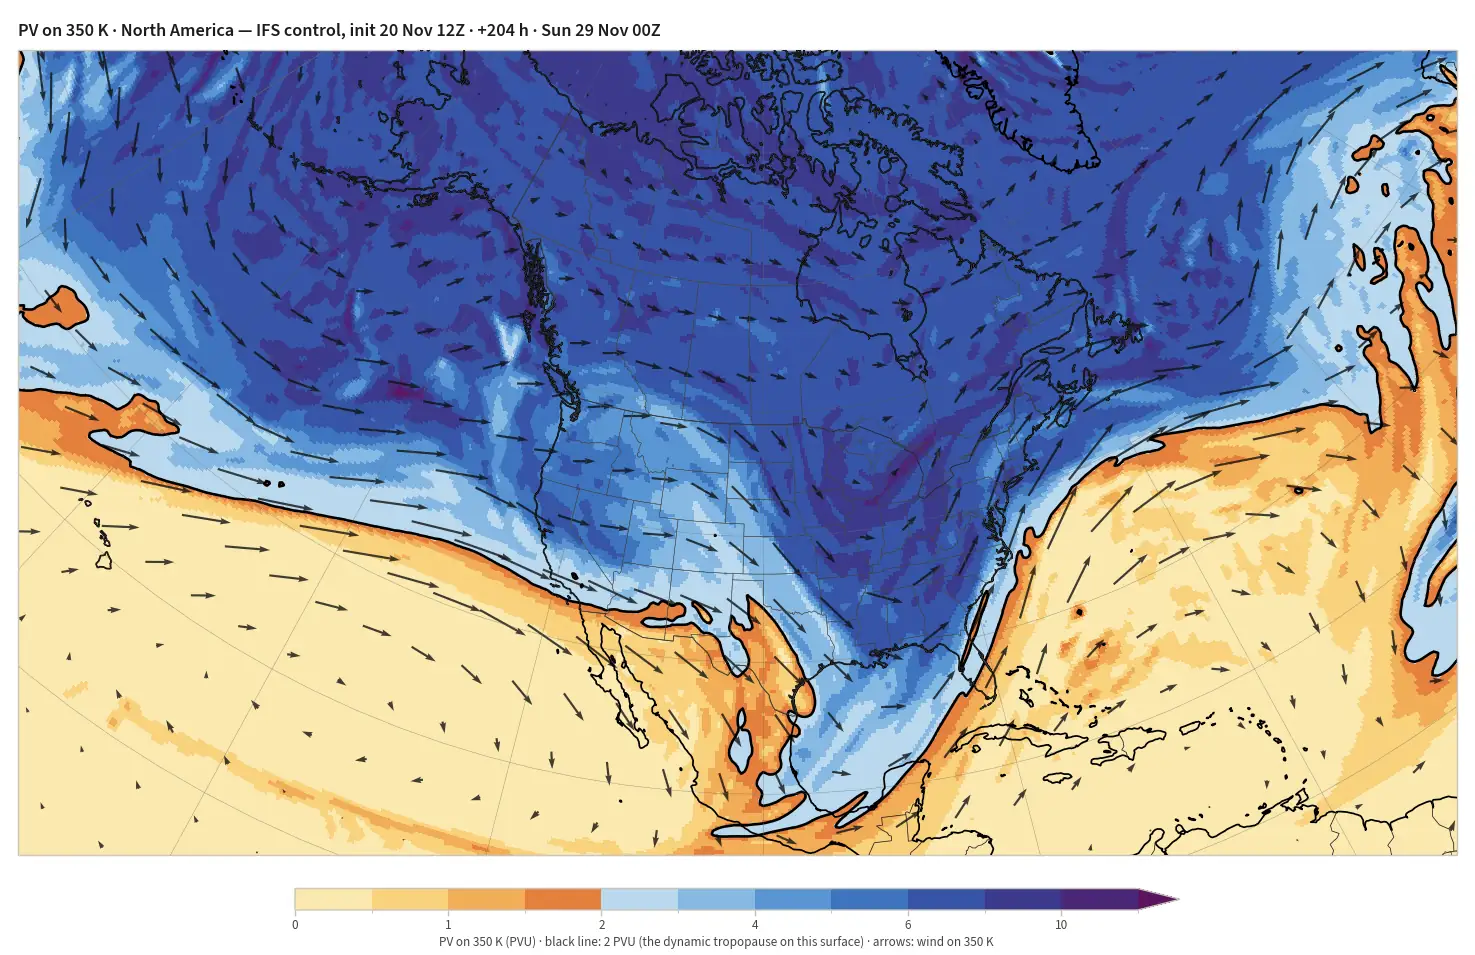 PV on 350 K · North America — IFS control, init 20 Nov 12Z · +204 h · Sun 29 Nov 00Z
0 1 2 4 6 10
PV on 350 K (PVU) · black line: 2 PVU (the dynamic tropopause on this surface) · arrows: wind on 350 K